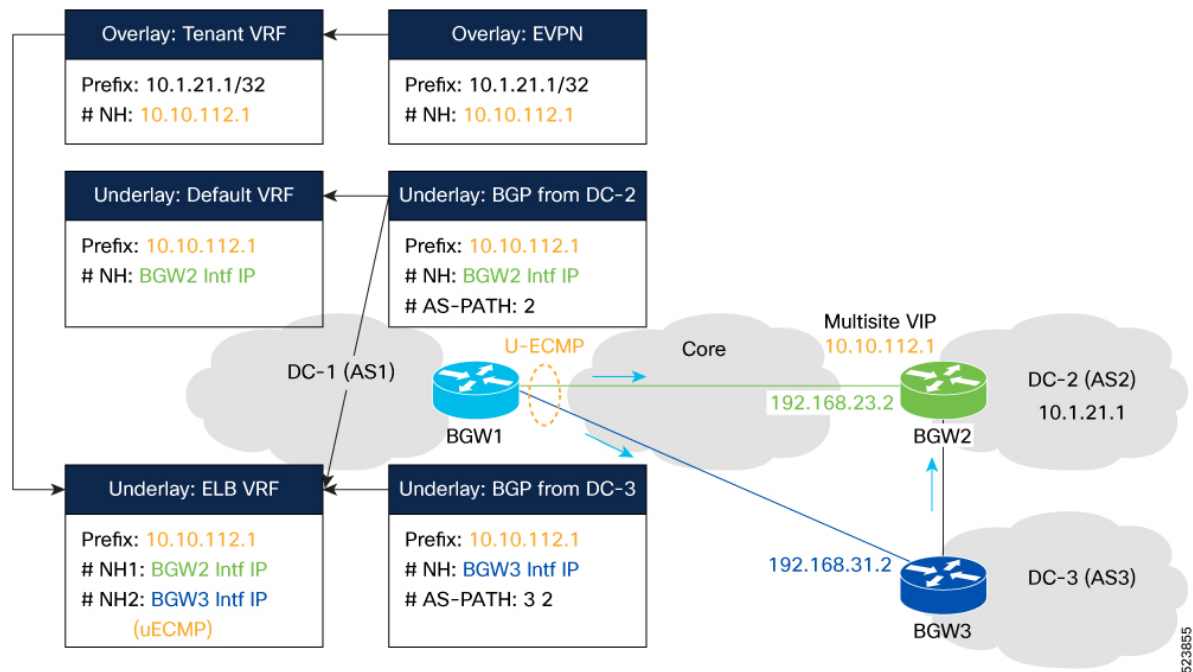 Overlay: Tenant VRF
Prefix: 10.1.21.1/32
# NH: 10.10.112.1
Overlay: EVPN
Prefix: 10.1.21.1/32
# NH: 10.10.112.1
Underlay: Default VRF
Prefix: 10.10.112.1
# NH: BGW2 Intf IP
Underlay: BGP from DC-2
Prefix: 10.10.112.1
# NH: BGW2 Intf IP
# AS-PATH: 2
DC-1 (AS1)
U-ECMP
BGW1
Core
Multisite VIP
10.10.112.1
192.168.23.2
BGW2
DC-2 (AS2)
10.1.21.1
Underlay: ELB VRF
Prefix: 10.10.112.1
# NH1: BGW2 Intf IP
# NH2: BGW3 Intf IP
(uECMP)
Underlay: BGP from DC-3
Prefix: 10.10.112.1
# NH: BGW3 Intf IP
# AS-PATH: 3 2
192.168.31.2
BGW3
DC-3 (AS3)
523855